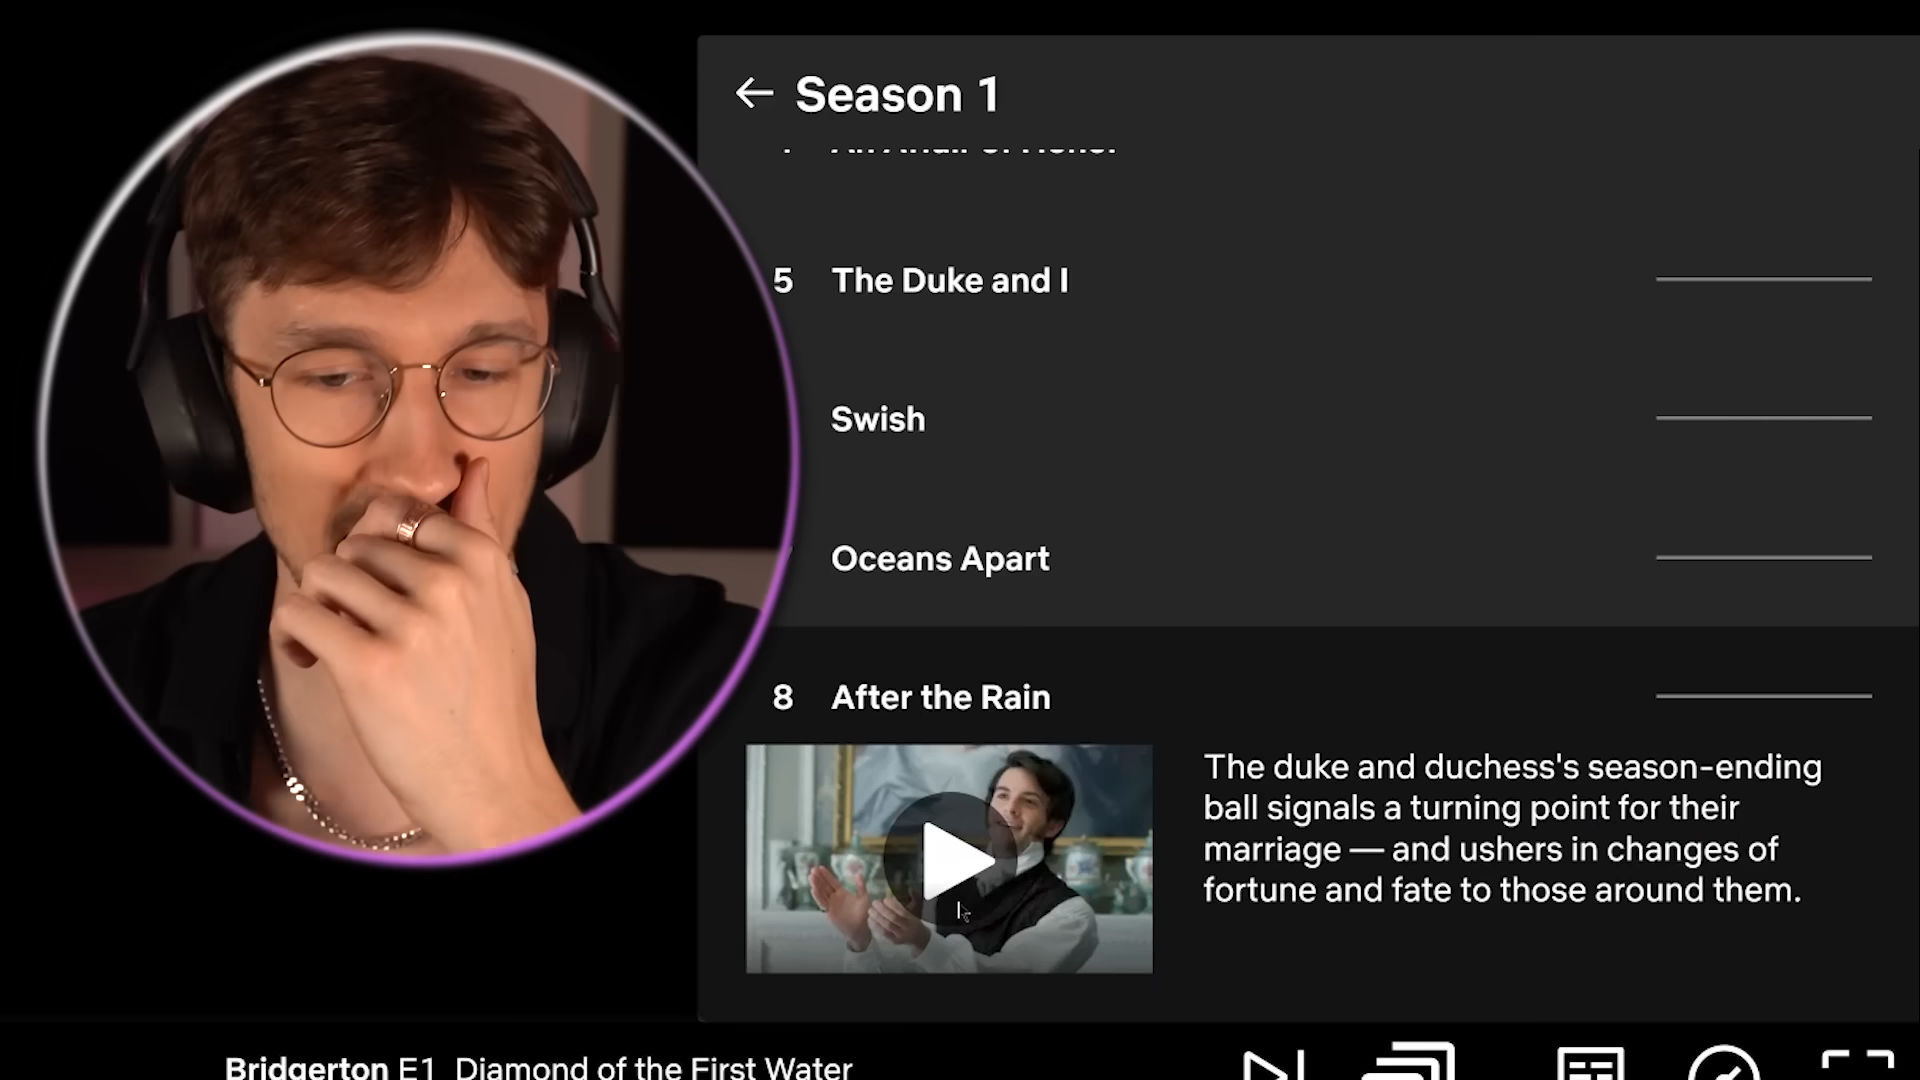 Season 1
5 The Duke and I
Swish
Oceans Apart
8 After the Rain
The duke and duchess's season-ending
ball signals a turning point for their
marriage — and ushers in changes of
fortune and fate to those around them.
Bridgerton E1 Diamond of the First Water